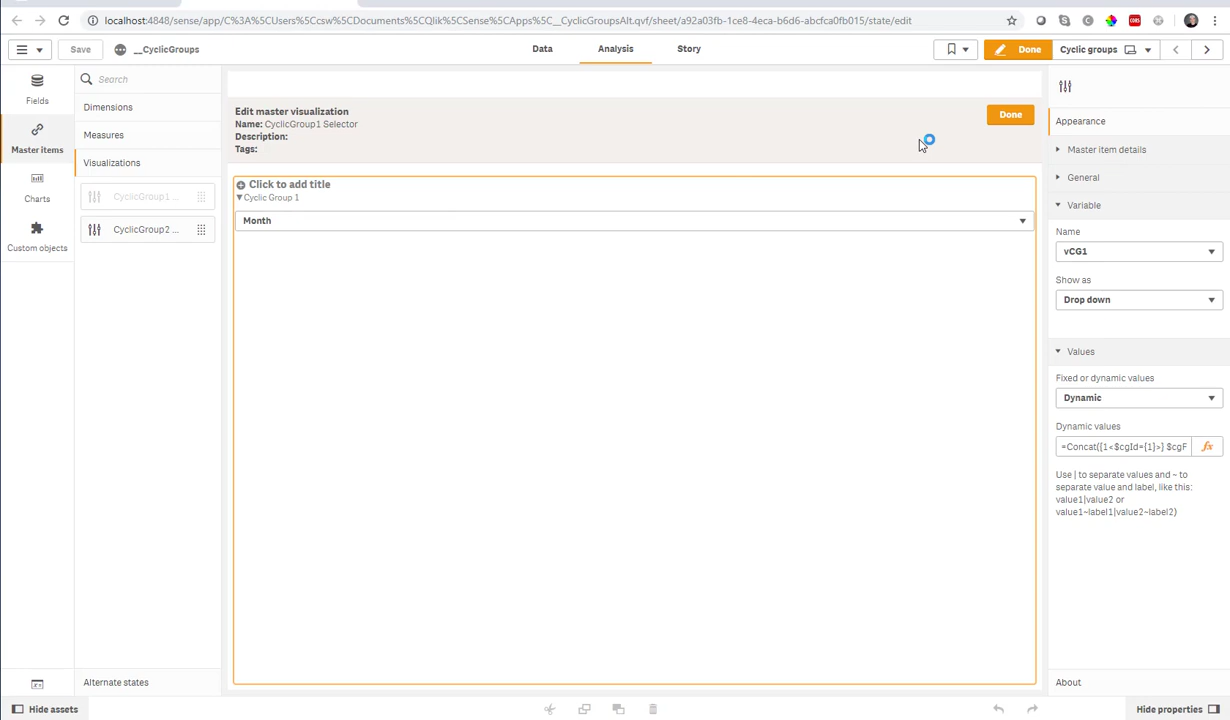 localhost:4848/sense/app/C%3A%5CUsers%5Ccsw%5CDocuments%5CQlik%5CSense%5CApps%5C__CyclicGroupsAlt.qvf/sheet/a92a03fb-1ce8-4eca-b6d6-abcfca0fb015/state/edit
Save
__CyclicGroups
Data
Analysis
Story
Done
Cyclic groups
Fields
Master items
Charts
Custom objects
Search
Dimensions
Measures
Visualizations
CyclicGroup1 ...
CyclicGroup2 ...
Alternate states
Edit master visualization
Name: CyclicGroup1 Selector
Description:
Tags:
Done
Click to add title
Cyclic Group 1
Month
Appearance
Master item details
General
Variable
Name
vCG1
Show as
Drop down
Values
Fixed or dynamic values
Dynamic
Dynamic values
=Concat({1<$cgId={1}>} $cgF
Use | to separate values and ~ to
separate value and label, like this:
value1|value2 or
value1~label1|value2~label2)
About
Hide assets
Hide properties